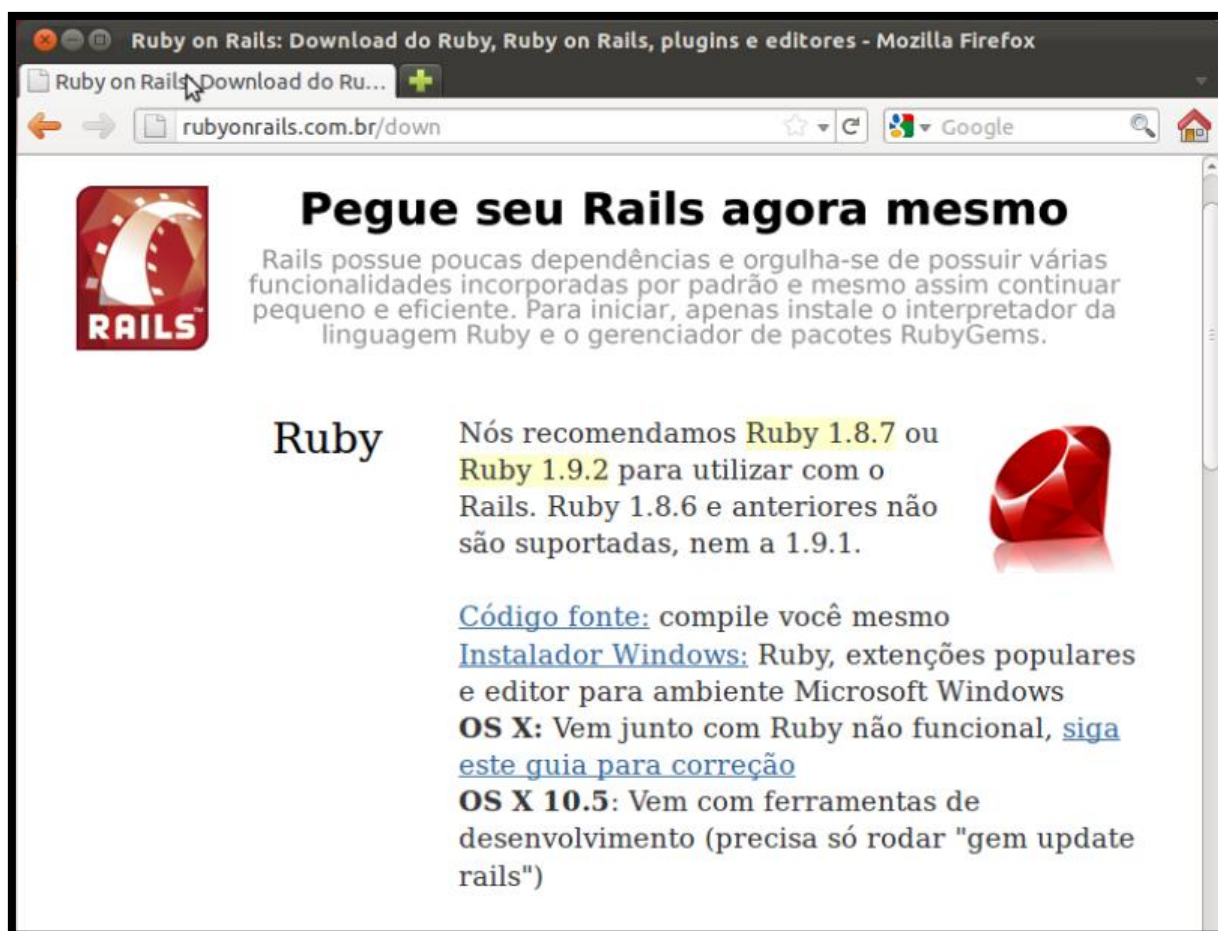 Ruby on Rails: Download do Ruby, Ruby on Rails, plugins e editores - Mozilla Firefox
Ruby on Rails: Download do Ru...
rubyonrails.com.br/down
Google
RAILS™
Pegue seu Rails agora mesmo
Rails possue poucas dependências e orgulha-se de possuir várias
funcionalidades incorporadas por padrão e mesmo assim continuar
pequeno e eficiente. Para iniciar, apenas instale o interpretador da
linguagem Ruby e o gerenciador de pacotes RubyGems.
Ruby
Nós recomendamos Ruby 1.8.7 ou
Ruby 1.9.2 para utilizar com o
Rails. Ruby 1.8.6 e anteriores não
são suportadas, nem a 1.9.1.
Código fonte: compile você mesmo
Instalador Windows: Ruby, extenções populares
e editor para ambiente Microsoft Windows
OS X: Vem junto com Ruby não funcional, siga
este guia para correção
OS X 10.5: Vem com ferramentas de
desenvolvimento (precisa só rodar "gem update
rails")